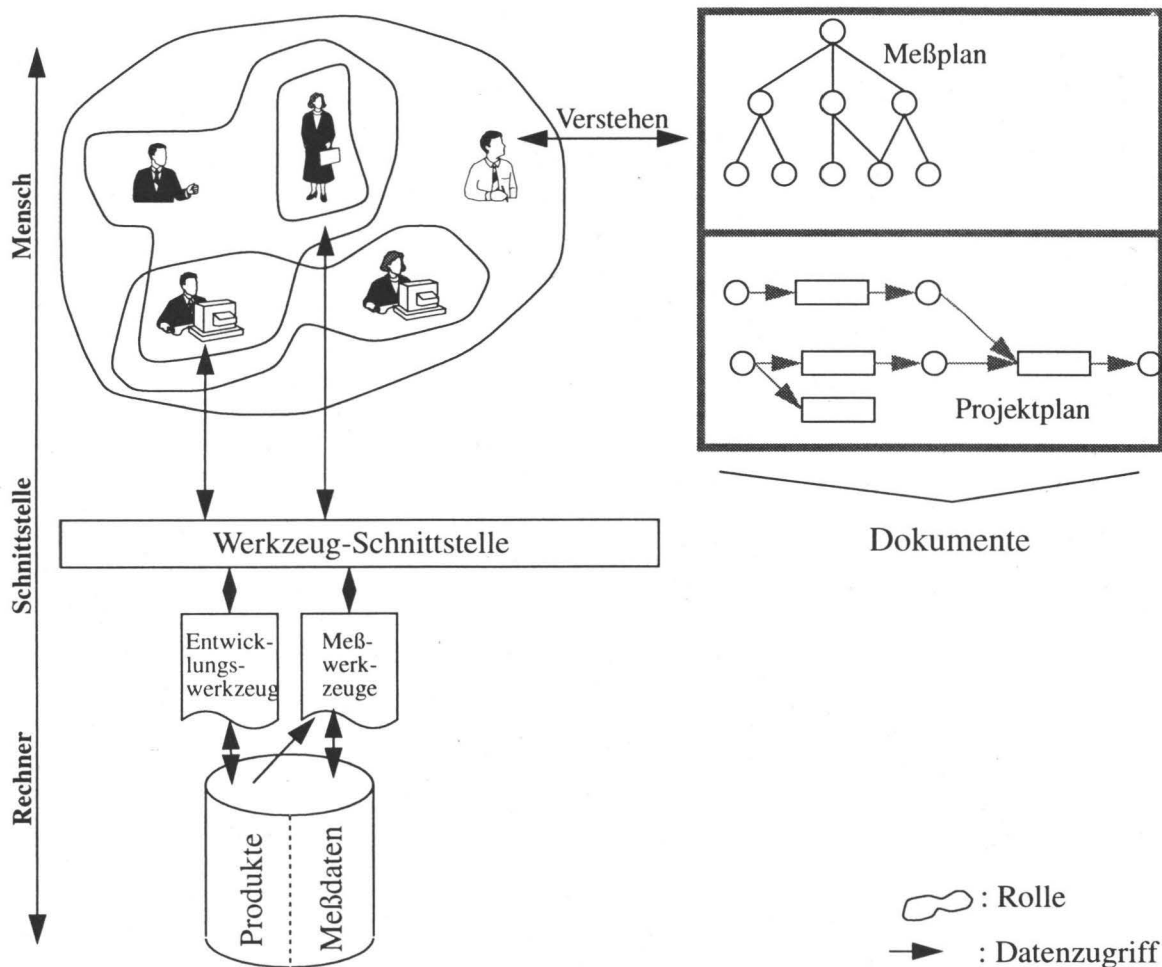 Mensch
Schnittstelle
Rechner
Verstehen
Meßplan
Projektplan
Dokumente
Werkzeug-Schnittstelle
Entwick-
lungs-
werkzeug
Meß-
werk-
zeuge
Produkte
Meßdaten
: Rolle
: Datenzugriff